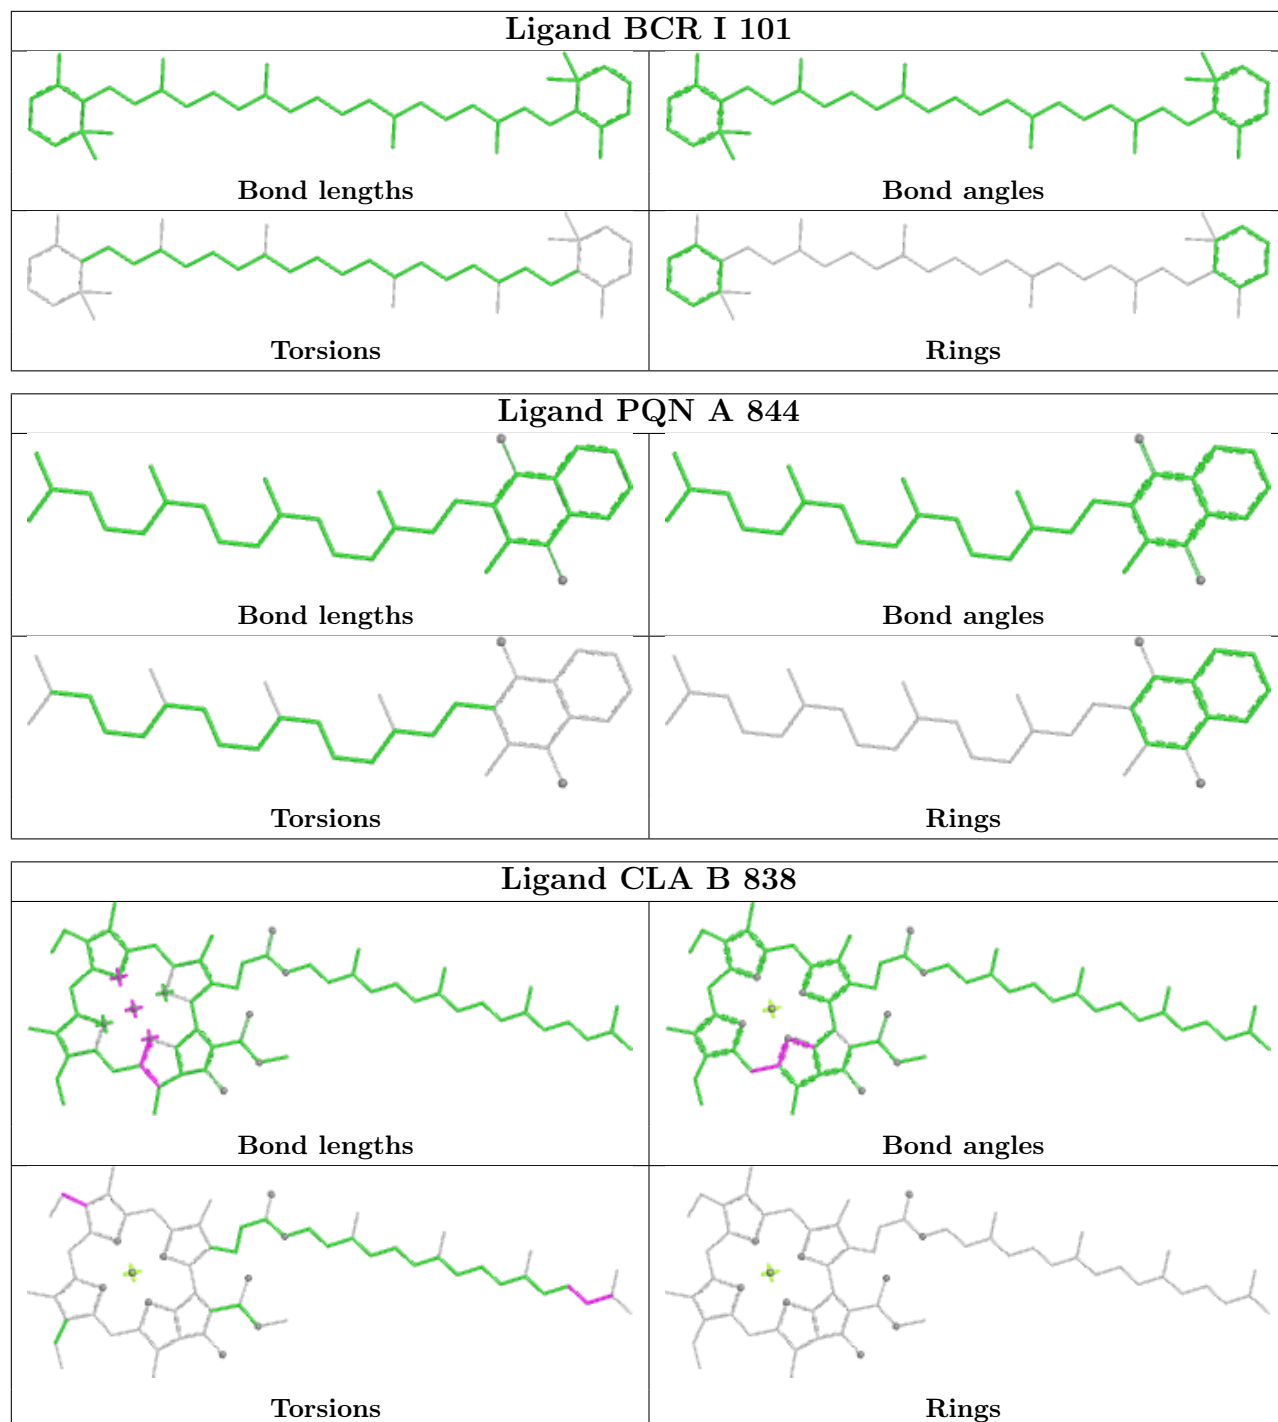 Ligand BCR I 101
Bond lengths
Bond angles
Torsions
Rings
Ligand PQN A 844
Bond lengths
Bond angles
Torsions
Rings
Ligand CLA B 838
Bond lengths
Bond angles
Torsions
Rings